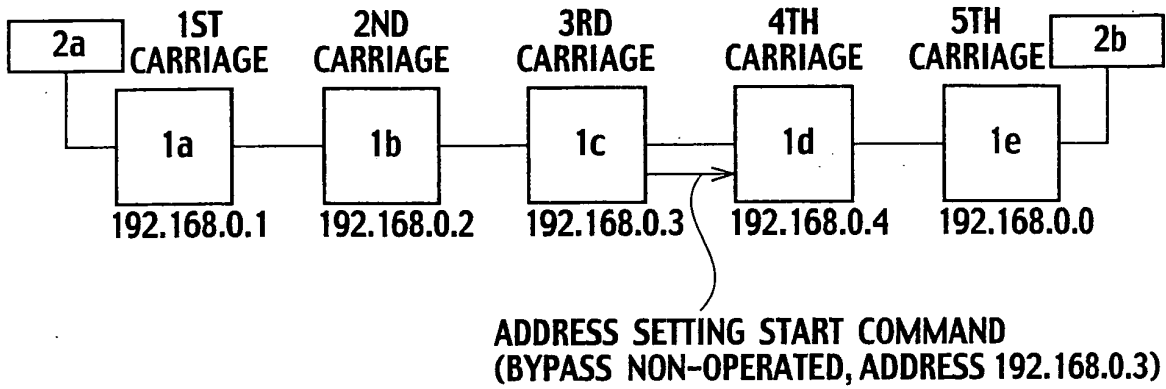 2a
1ST CARRIAGE
2ND CARRIAGE
3RD CARRIAGE
4TH CARRIAGE
5TH CARRIAGE
2b
1a
1b
1c
1d
1e
192.168.0.1
192.168.0.2
192.168.0.3
192.168.0.4
192.168.0.0
ADDRESS SETTING START COMMAND
(BYPASS NON-OPERATED, ADDRESS 192.168.0.3)